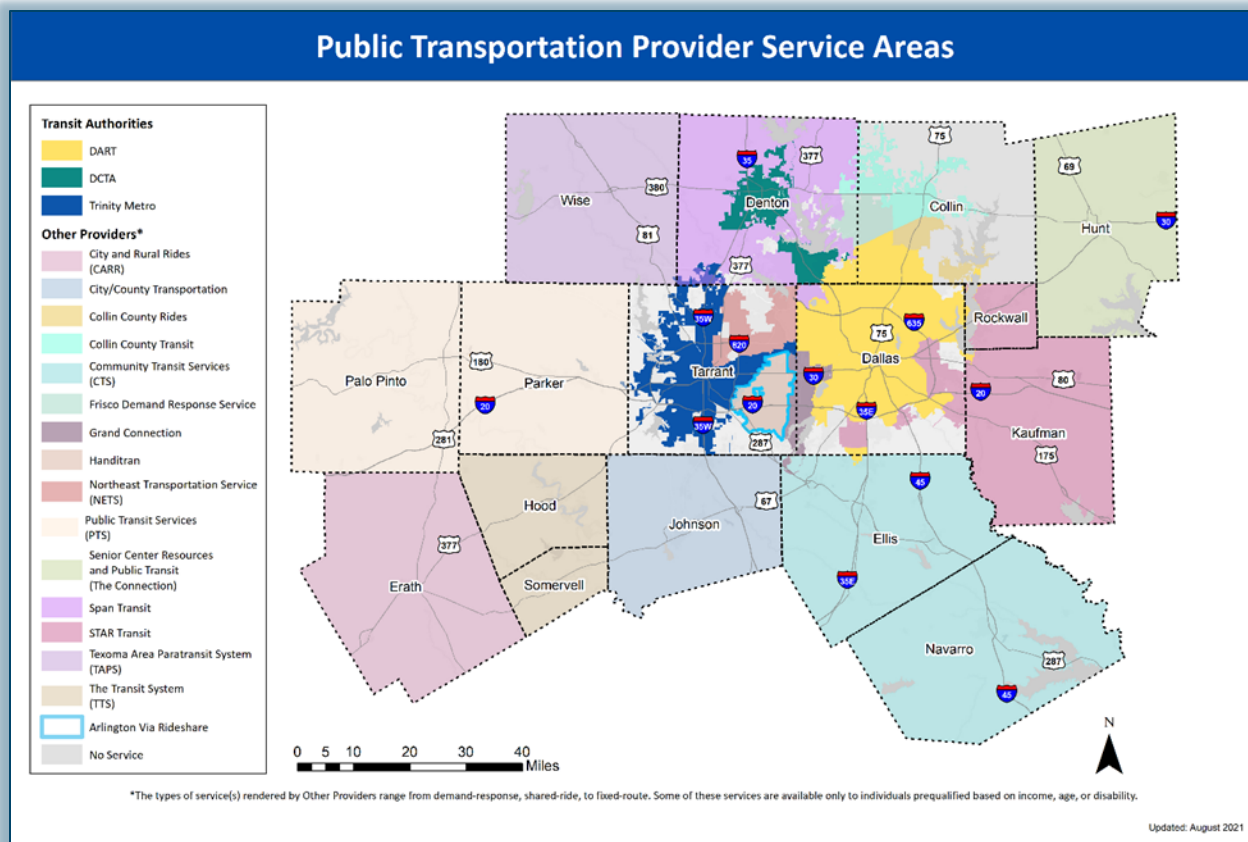 Public Transportation Provider Service Areas
Transit Authorities
DART
DCTA
Trinity Metro
Other Providers*
City and Rural Rides
(CARR)
City/County Transportation
Collin County Rides
Collin County Transit
Community Transit Services
(CTS)
Frisco Demand Response Service
Grand Connection
Handitran
Northeast Transportation Service
(NETS)
Public Transit Services
(PTS)
Senior Center Resources
and Public Transit
(The Connection)
Span Transit
STAR Transit
Texoma Area Paratransit System
(TAPS)
The Transit System
(TTS)
Arlington Via Rideshare
No Service
75
35
377
69
380
Wise
Denton
Collin
Hunt
30
81
377
35W
635
Rockwall
75
820
180
Dallas
Palo Pinto
Parker
Tarrant
30
80
20
20
20
35E
35W
Kaufman
281
287
175
45
Hood
67
Johnson
377
Ellis
Erath
Somervell
35E
Navarro
287
45
N
0 5 10 20 30 40
Miles
*The types of service(s) rendered by Other Providers range from demand-response, shared-ride, to fixed-route. Some of these services are available only to individuals prequalified based on income, age, or disability.
Updated: August 2021